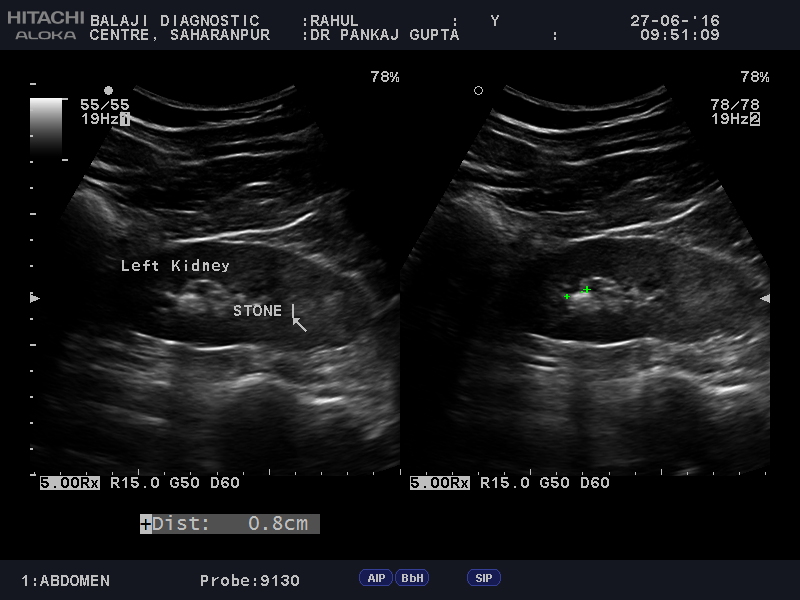 HITACHI
ALOKA
BALAJI DIAGNOSTIC :RAHUL : Y 27-06-'16
CENTRE, SAHARANPUR :DR PANKAJ GUPTA : 09:51:09
78% 78%
55/55 78/78
19Hz1 19Hz2
Left Kidney
STONE
5.00Rx R15.0 G50 D60 5.00Rx R15.0 G50 D60
+Dist: 0.8cm
1:ABDOMEN Probe:9130 AIP BbH SIP